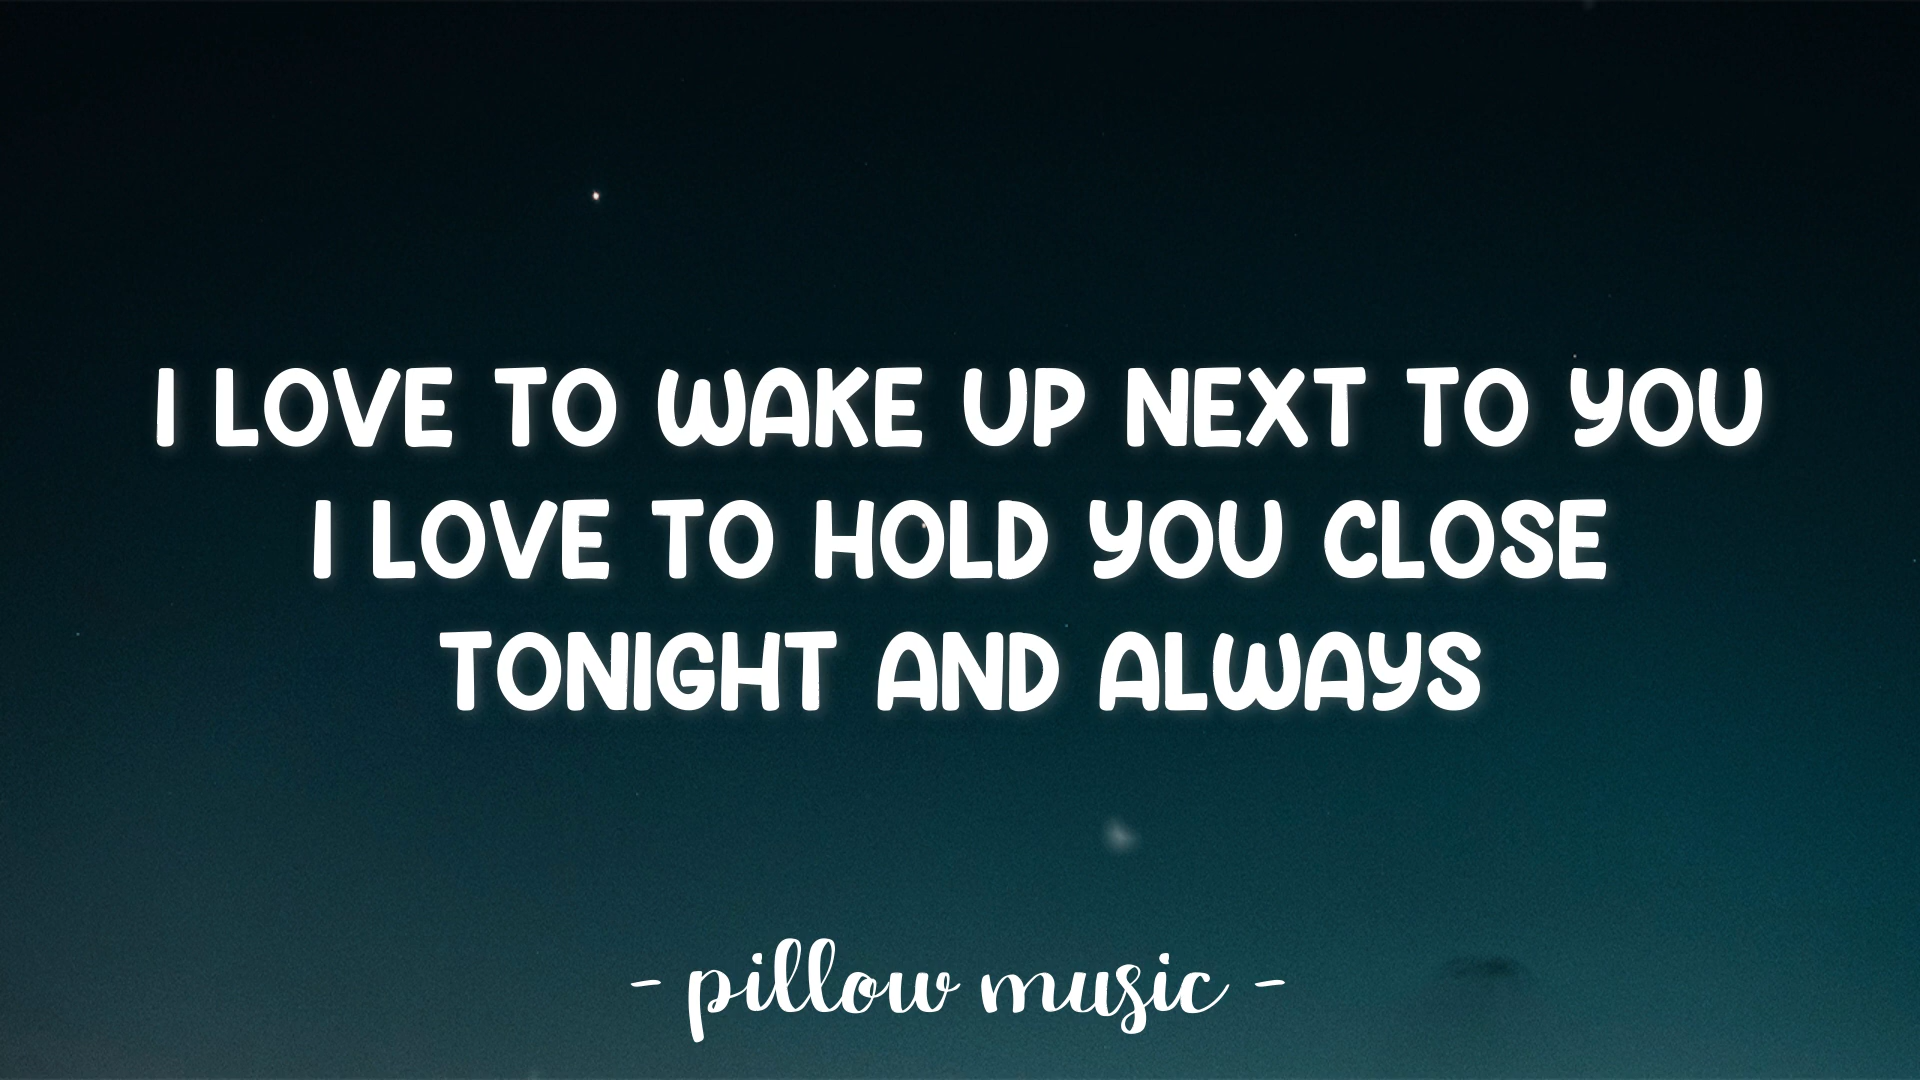 I LOVE TO WAKE UP NEXT TO YOU
I LOVE TO HOLD YOU CLOSE
TONIGHT AND ALWAYS
- pillow music -